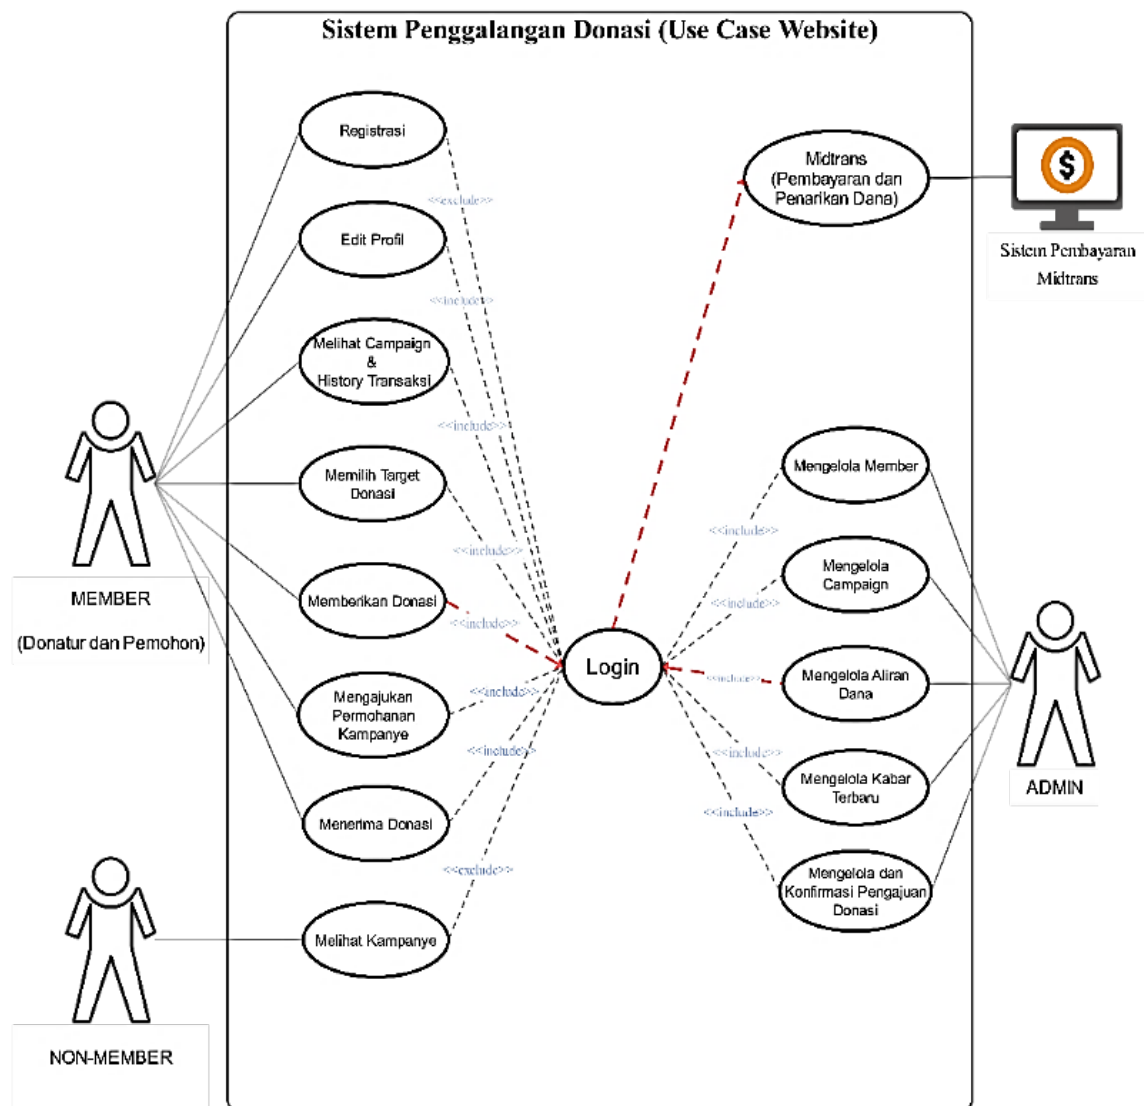 Sistem Penggalangan Donasi (Use Case Website)
Registrasi
<<exclude>>
Edit Profil
<<include>>
Melihat Campaign
&
History Transaksi
<<include>>
Memilih Target
Donasi
<<include>>
Memberikan Donasi
<<include>>
Mengajukan
Permohanan
Kampanye
<<include>>
Menerima Donasi
<<include>>
Melihat Kampanye
<<exclude>>
MEMBER
(Donatur dan Pemohon)
NON-MEMBER
Login
Midtrans
(Pembayaran dan
Penarikan Dana)
Sistem Pembayaran
Midtrans
$
Mengelola Member
<<include>>
Mengelola
Campaign
<<include>>
Mengelola Aliran
Dana
<<include>>
Mengelola Kabar
Terbaru
<<include>>
Mengelola dan
Konfirmasi Pengajuan
Donasi
<<include>>
ADMIN